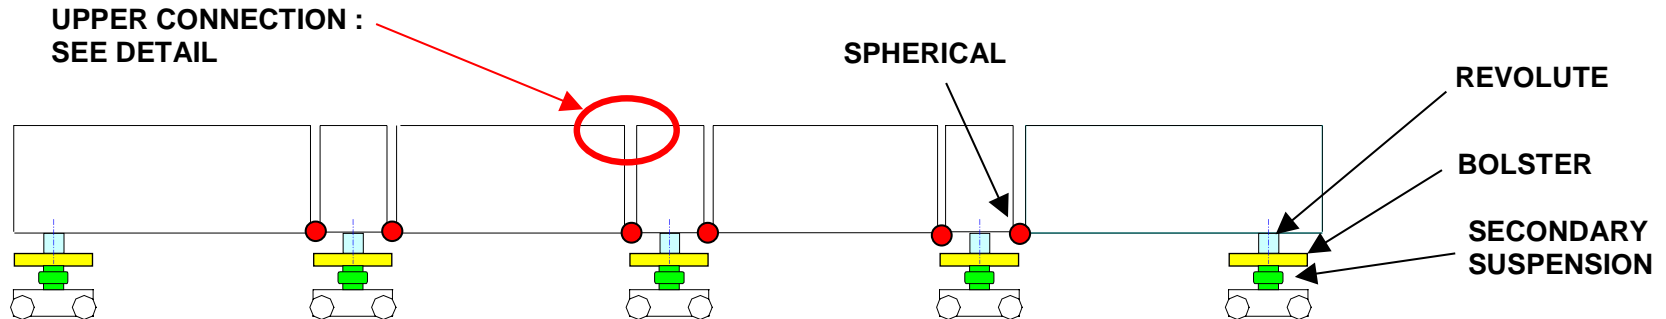 UPPER CONNECTION :
SEE DETAIL
SPHERICAL
REVOLUTE
BOLSTER
SECONDARY
SUSPENSION